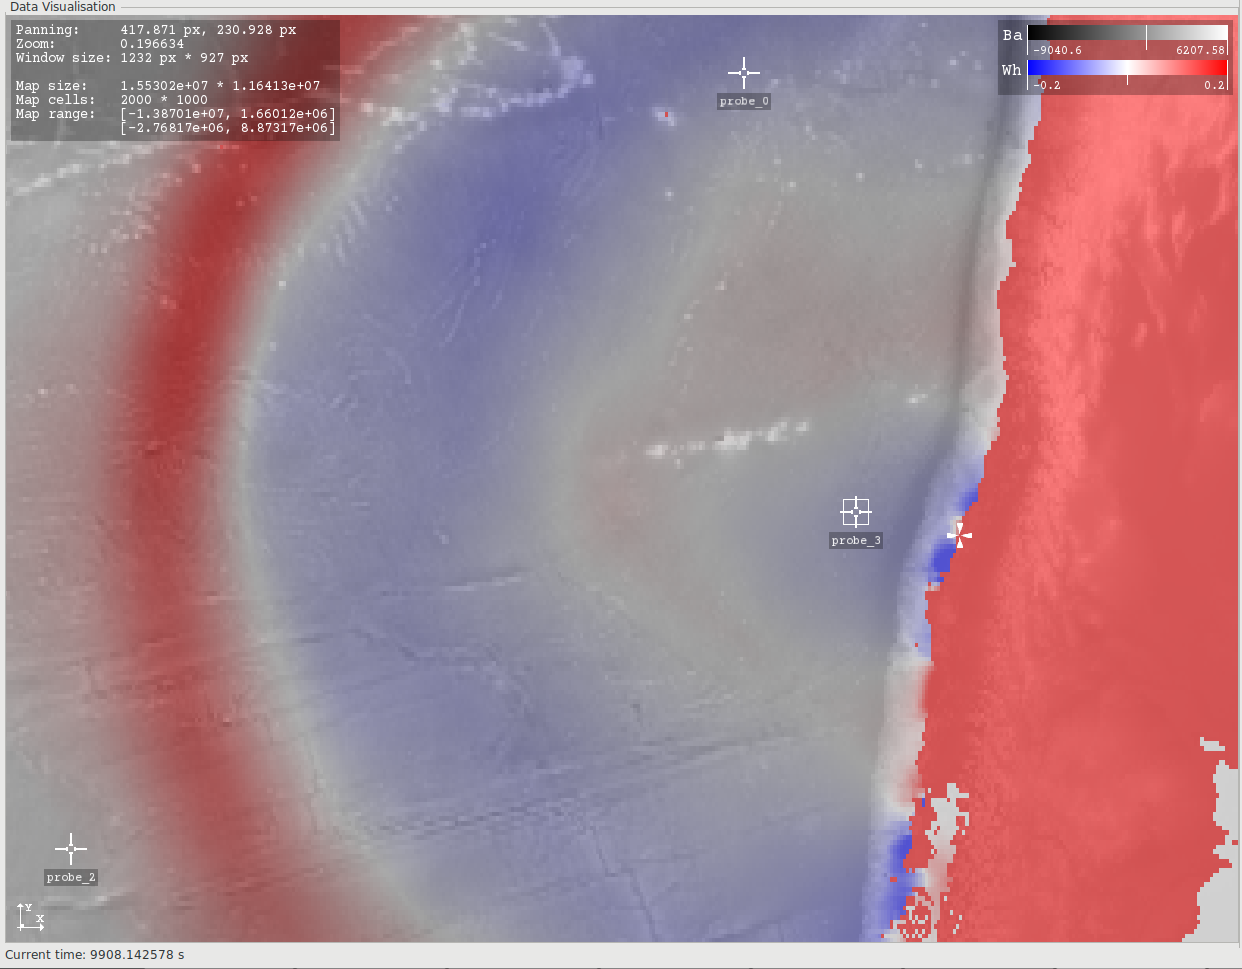 Data Visualisation
Panning: 417.871 px, 230.928 px
Zoom: 0.196634
Window size: 1232 px * 927 px
Map size: 1.55302e+07 * 1.16413e+07
Map cells: 2000 * 1000
Map range: [-1.38701e+07, 1.66012e+06]
[-2.76817e+06, 8.87317e+06]
Ba
-9040.6 6207.58
Wh
-0.2 0.2
probe_0
probe_3
probe_2
Y
X
Current time: 9908.142578 s